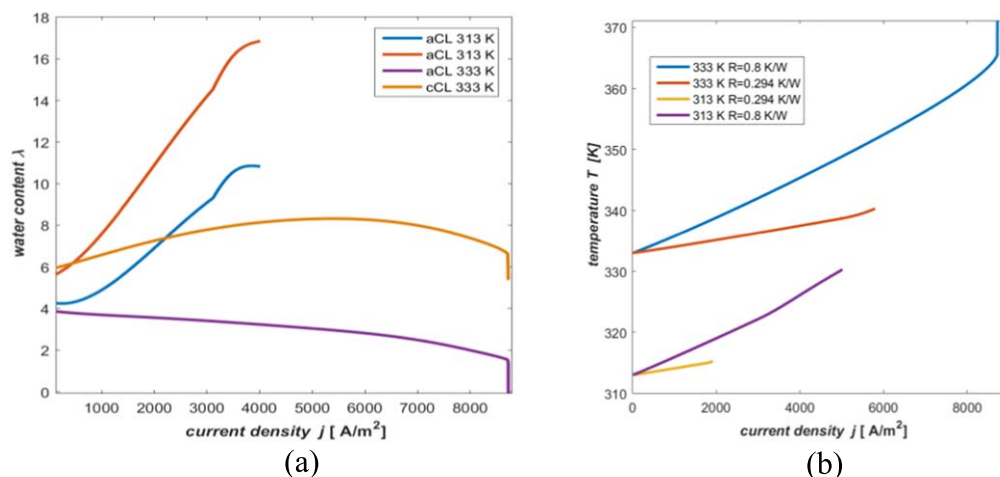 18
16
14
12
10
8
6
4
2
0
water content λ
aCL 313 K
aCL 313 K
aCL 333 K
cCL 333 K
1000 2000 3000 4000 5000 6000 7000 8000
current density j [ A/m²]
(a)
370
360
350
340
330
320
310
temperature T [K]
333 K R=0.8 K/W
333 K R=0.294 K/W
313 K R=0.294 K/W
313 K R=0.8 K/W
0 2000 4000 6000 8000
current density j [ A/m²]
(b)